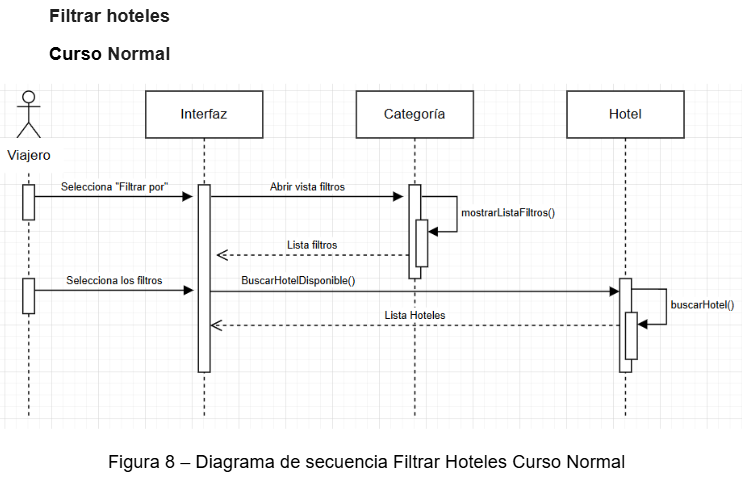 Filtrar hoteles
Curso Normal
Interfaz
Categoría
Hotel
Viajero
Selecciona "Filtrar por"
Abrir vista filtros
mostrarListaFiltros()
Lista filtros
Selecciona los filtros
BuscarHotelDisponible()
buscarHotel()
Lista Hoteles
Figura 8 – Diagrama de secuencia Filtrar Hoteles Curso Normal